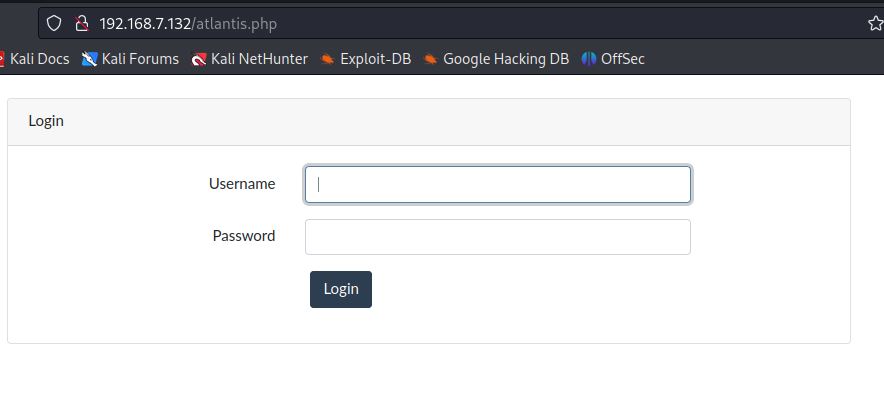 192.168.7.132/atlantis.php
Kali Docs Kali Forums Kali NetHunter Exploit-DB Google Hacking DB OffSec
Login
Username
Password
Login